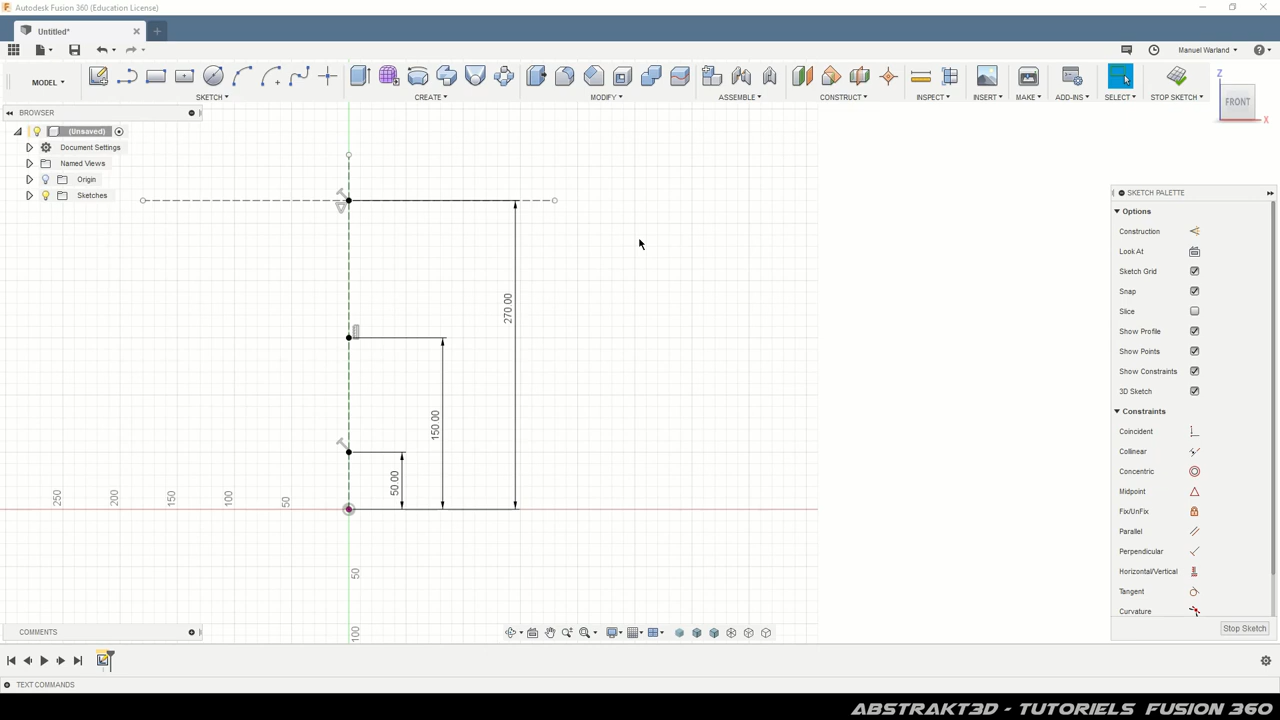 Autodesk Fusion 360 (Education License)
Untitled*
Manuel Warland
MODEL
SKETCH
CREATE
MODIFY
ASSEMBLE
CONSTRUCT
INSPECT
INSERT
MAKE
ADD-INS
SELECT
STOP SKETCH
Z
FRONT
X
BROWSER
(Unsaved)
Document Settings
Named Views
Origin
Sketches
SKETCH PALETTE
Options
Construction
Look At
Sketch Grid
Snap
Slice
Show Profile
Show Points
Show Constraints
3D Sketch
Constraints
Coincident
Collinear
Concentric
Midpoint
Fix/UnFix
Parallel
Perpendicular
Horizontal/Vertical
Tangent
Curvature
Stop Sketch
270.00
150.00
50.00
250
200
150
100
50
50
100
COMMENTS
TEXT COMMANDS
ABSTRAKT3D - TUTORIELS FUSION 360